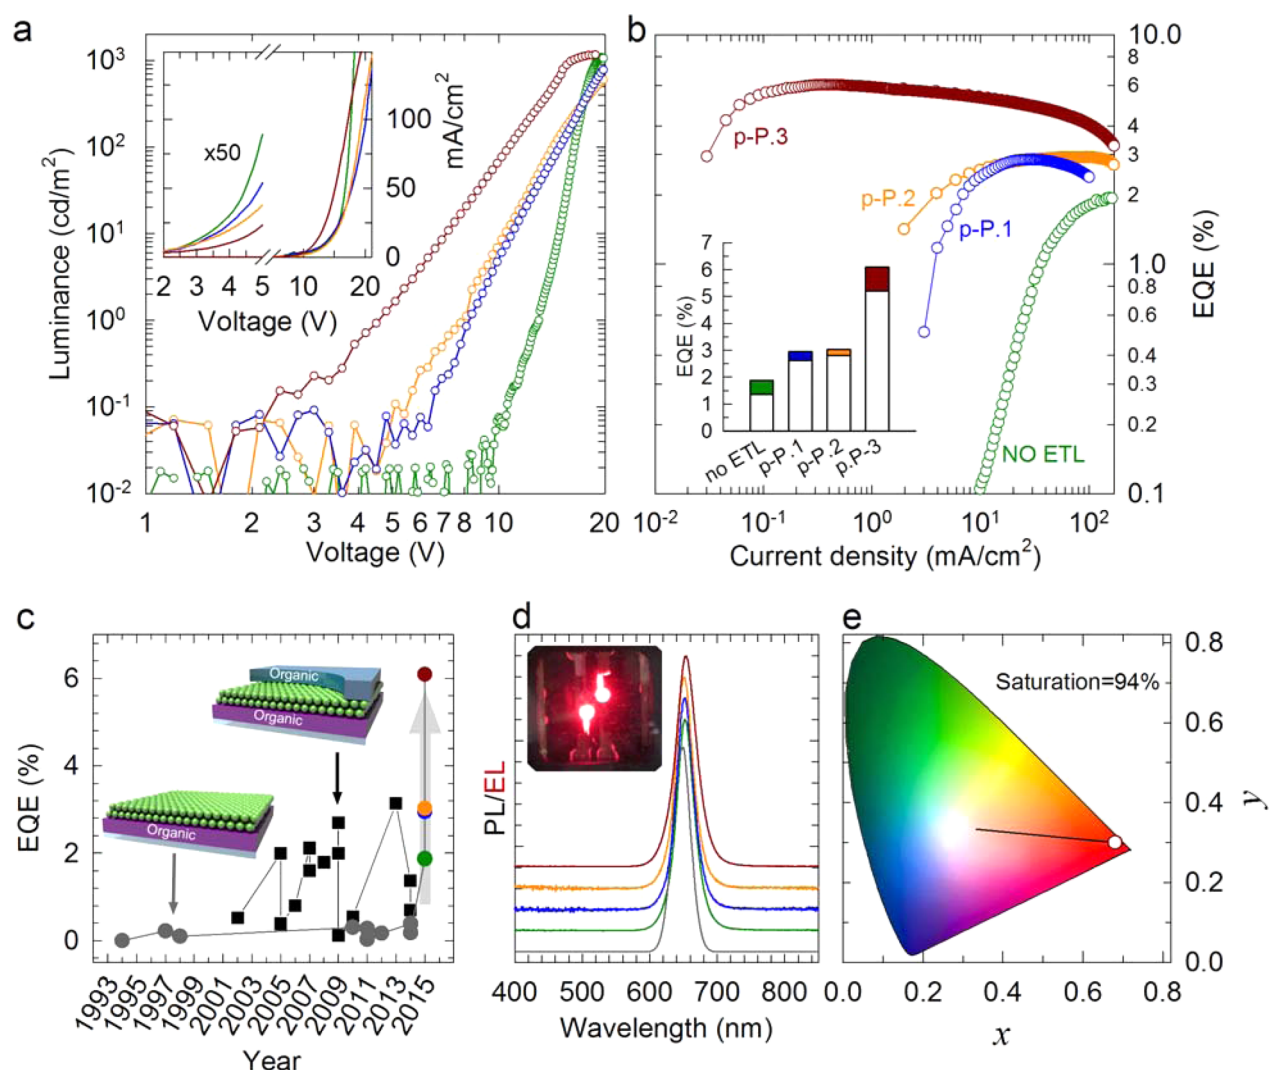 a
10³
10²
10¹
10⁰
10⁻¹
10⁻²
Luminance (cd/m²)
1 2 3 4 5 6 7 8 10 20
Voltage (V)
x50
100
50
0
mA/cm²
2 3 4 5 10 20
Voltage (V)
b
10.0
6
4
3
2
1.0
0.8
0.6
0.4
0.3
0.2
0.1
EQE (%)
p-P.3
p-P.2
p-P.1
NO ETL
7
6
5
4
3
2
1
0
EQE (%)
no ETL
p-P.1
p-P.2
p.P-3
10⁻² 10⁻¹ 10⁰ 10¹ 10²
Current density (mA/cm²)
c
6
4
2
0
EQE (%)
Organic
Organic
Organic
1993 1995 1997 1999 2001 2003 2005 2007 2009 2011 2013 2015
Year
d
PL/EL
400 500 600 700 800
Wavelength (nm)
e
Saturation=94%
0.8
0.6
0.4
0.2
0.0
y
0.0 0.2 0.4 0.6 0.8
x